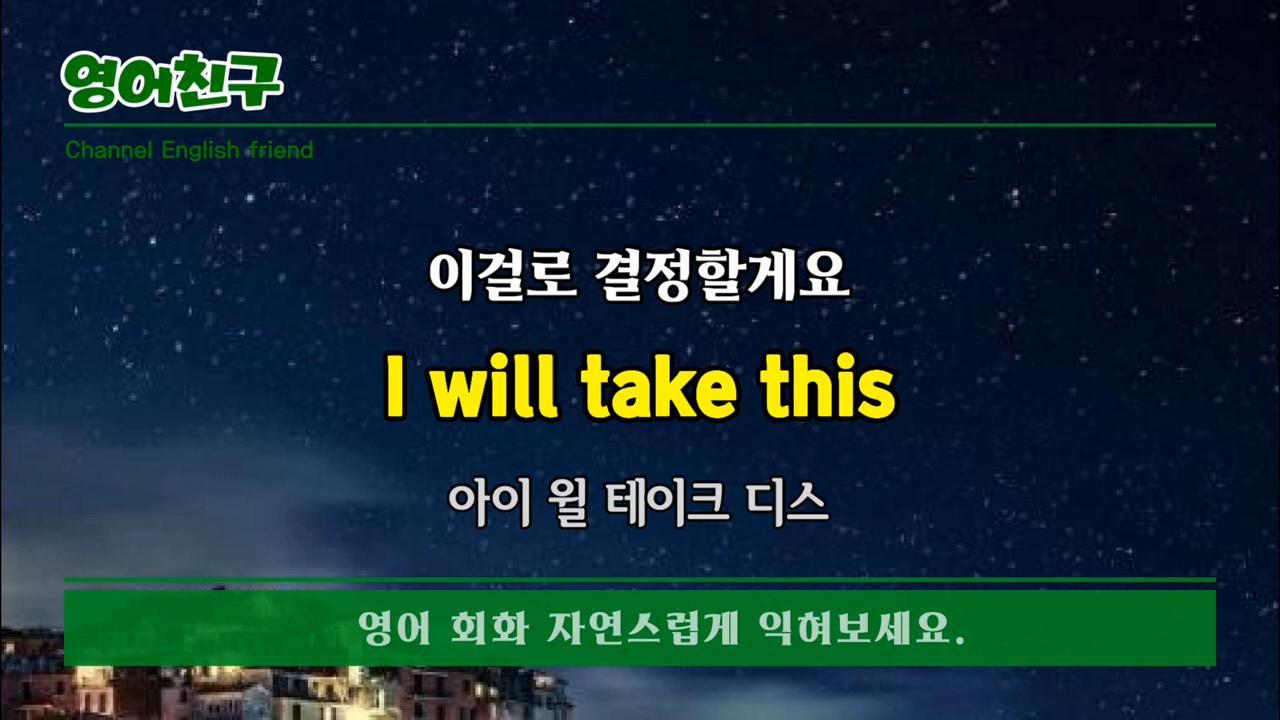 영어친구
Channel English friend
이걸로 결정할게요
I will take this
아이 윌 테이크 디스
영어 회화 자연스럽게 익혀보세요.